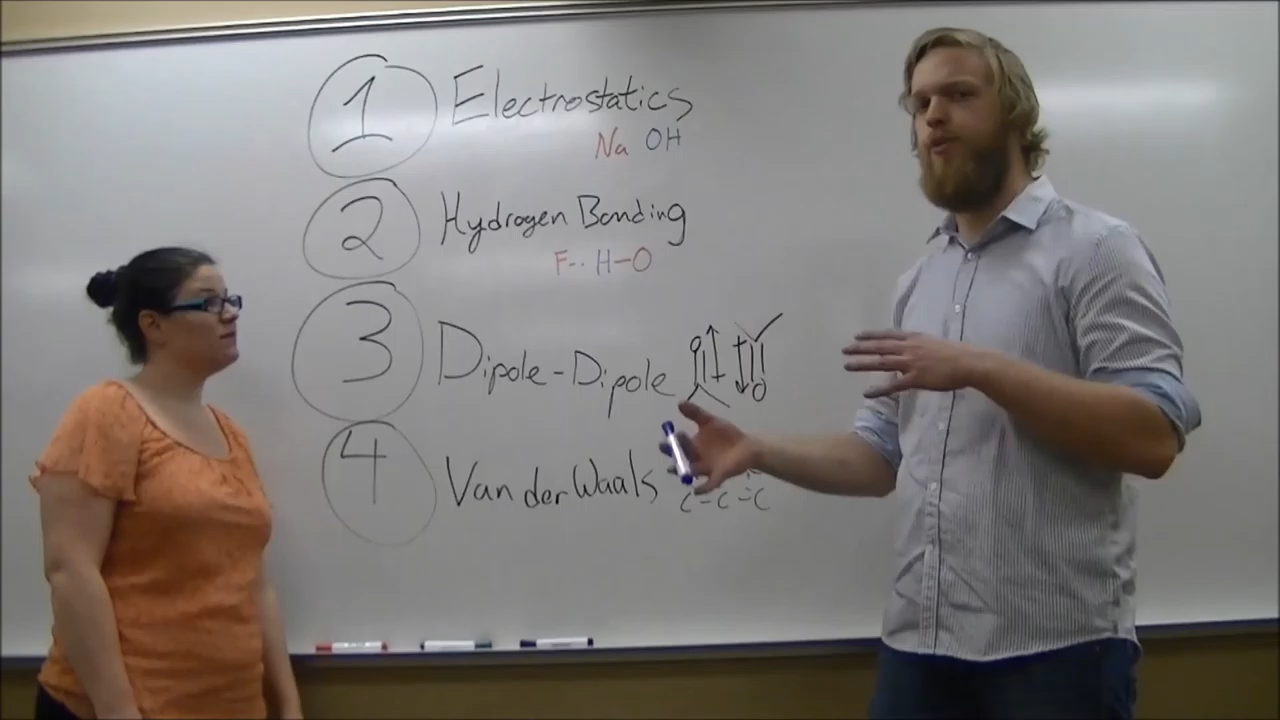 1 Electrostatics
Na OH
2 Hydrogen Bonding
F-- H-O
3 Dipole-Dipole
4 Van der Waals
C-C=C